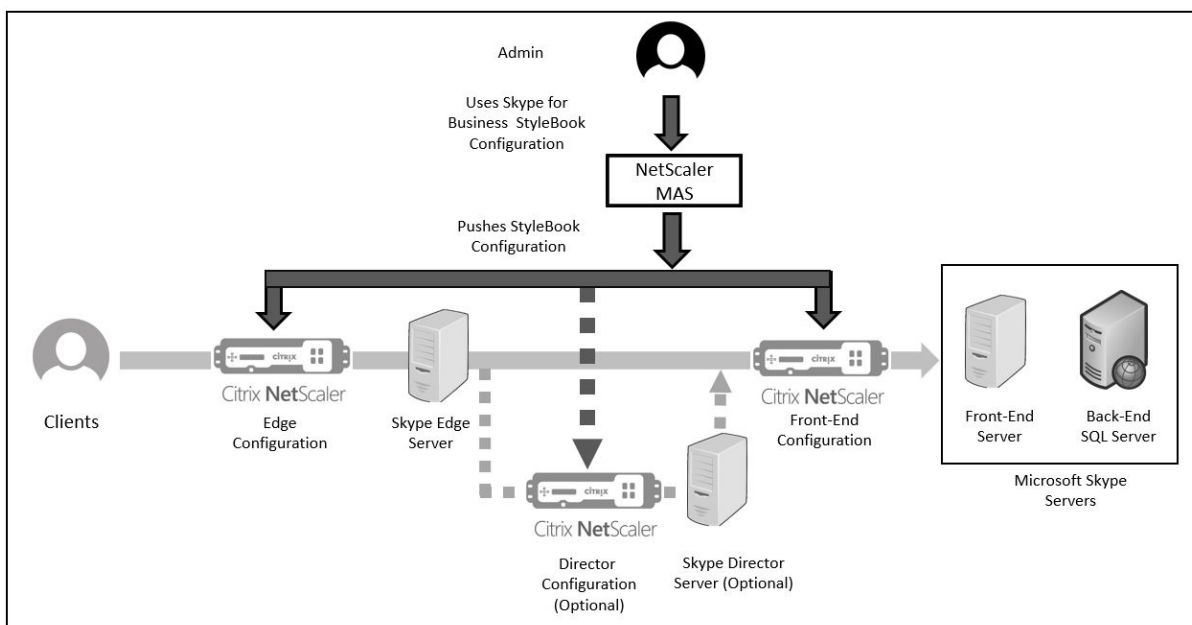 Admin
Uses Skype for
Business StyleBook
Configuration
NetScaler
MAS
Pushes StyleBook
Configuration
CITRIX
Citrix NetScaler
Edge
Configuration
Clients
Skype Edge
Server
CITRIX
Citrix NetScaler
Director
Configuration
(Optional)
Skype Director
Server (Optional)
CITRIX
Citrix NetScaler
Front-End
Configuration
Front-End
Server
Back-End
SQL Server
Microsoft Skype
Servers